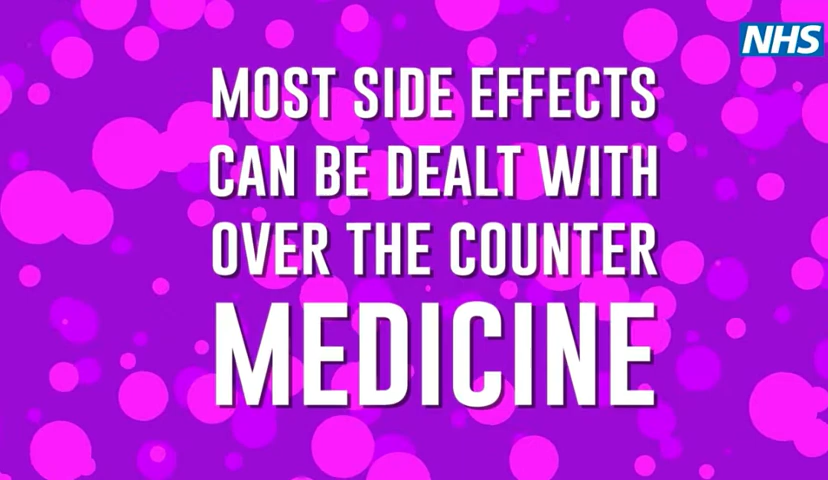 NHS
MOST SIDE EFFECTS
CAN BE DEALT WITH
OVER THE COUNTER
MEDICINE